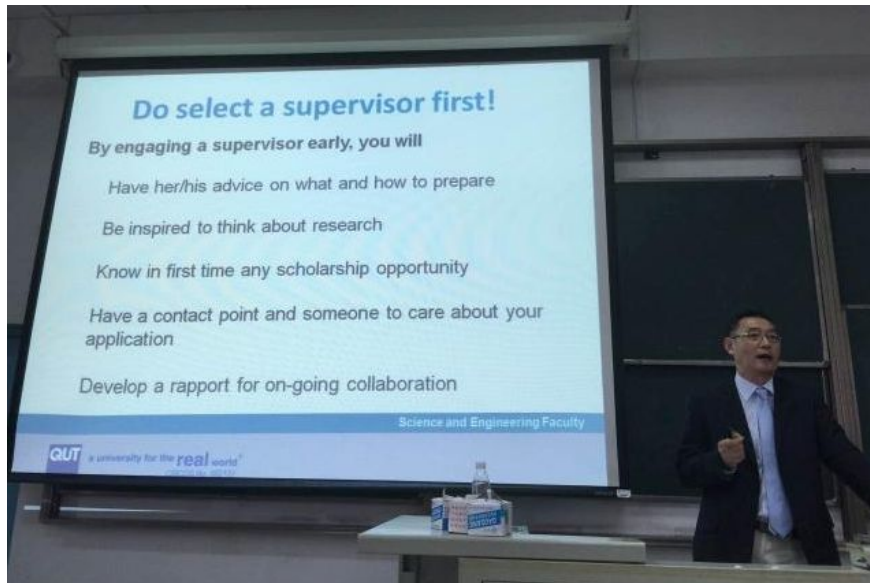 Do select a supervisor first!
By engaging a supervisor early, you will
Have her/his advice on what and how to prepare
Be inspired to think about research
Know in first time any scholarship opportunity
Have a contact point and someone to care about your
application
Develop a rapport for on-going collaboration
Science and Engineering Faculty
QUT a university for the real world